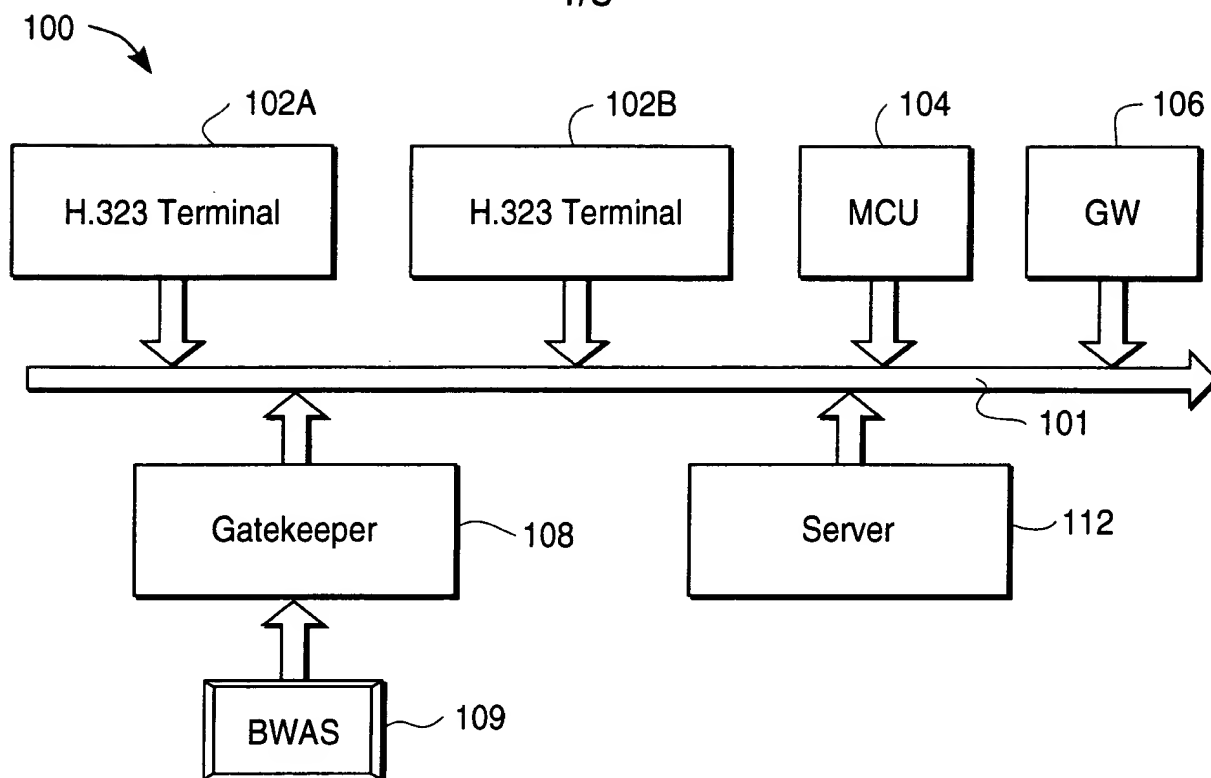 100
102A
102B
104
106
H.323 Terminal
H.323 Terminal
MCU
GW
101
Gatekeeper
108
Server
112
BWAS
109